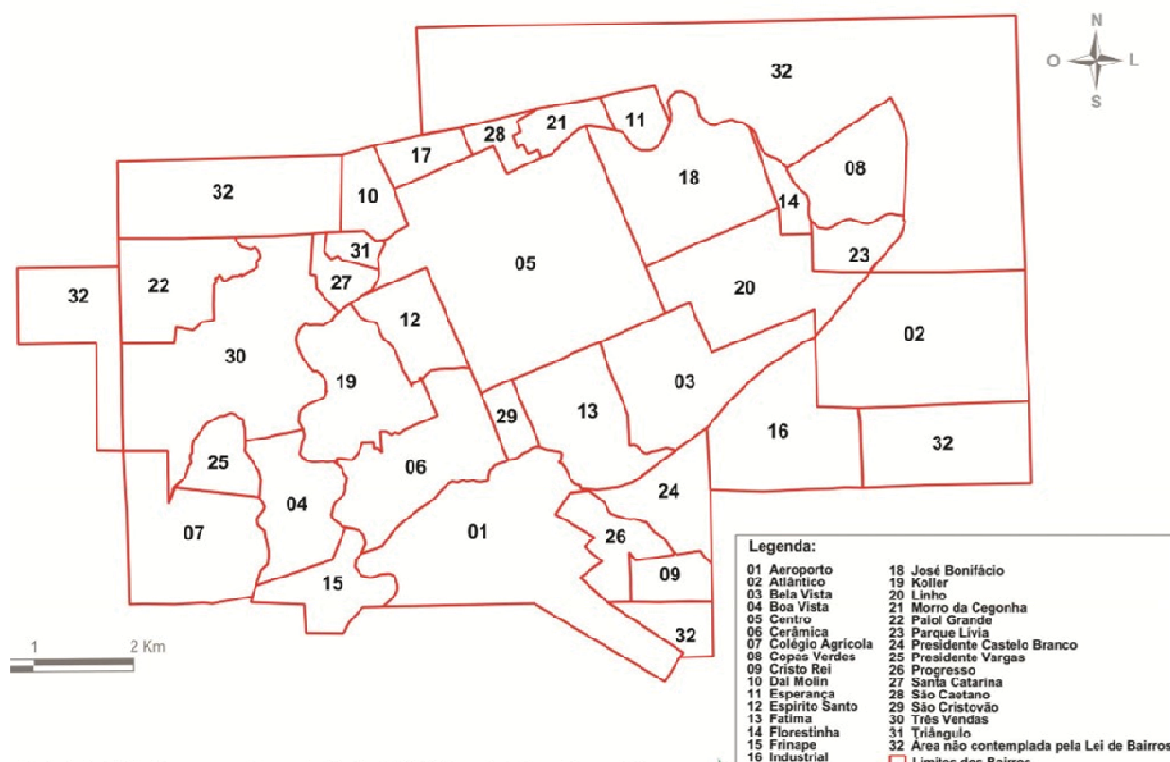 N
O L
S
32
21
11
28
17
18
08
32
10
14
31
23
05
27
22
32
20
12
02
30
19
03
13
29
16
32
25
06
24
04
07
01
26
09
15
32
1 2 Km
Legenda:
01 Aeroporto
02 Atlântico
03 Bela Vista
04 Boa Vista
05 Centro
06 Cerâmica
07 Colégio Agrícola
08 Copas Verdes
09 Cristo Rei
10 Dal Molin
11 Esperança
12 Espírito Santo
13 Fatima
14 Florestinha
15 Frinape
16 Industrial
18 José Bonifácio
19 Koller
20 Linho
21 Morro da Cegonha
22 Paiol Grande
23 Parque Lívia
24 Presidente Castelo Branco
25 Presidente Vargas
26 Progresso
27 Santa Catarina
28 São Caetano
29 São Cristovão
30 Três Vendas
31 Triângulo
32 Área não contemplada pela Lei de Bairros
Limites dos Bairros